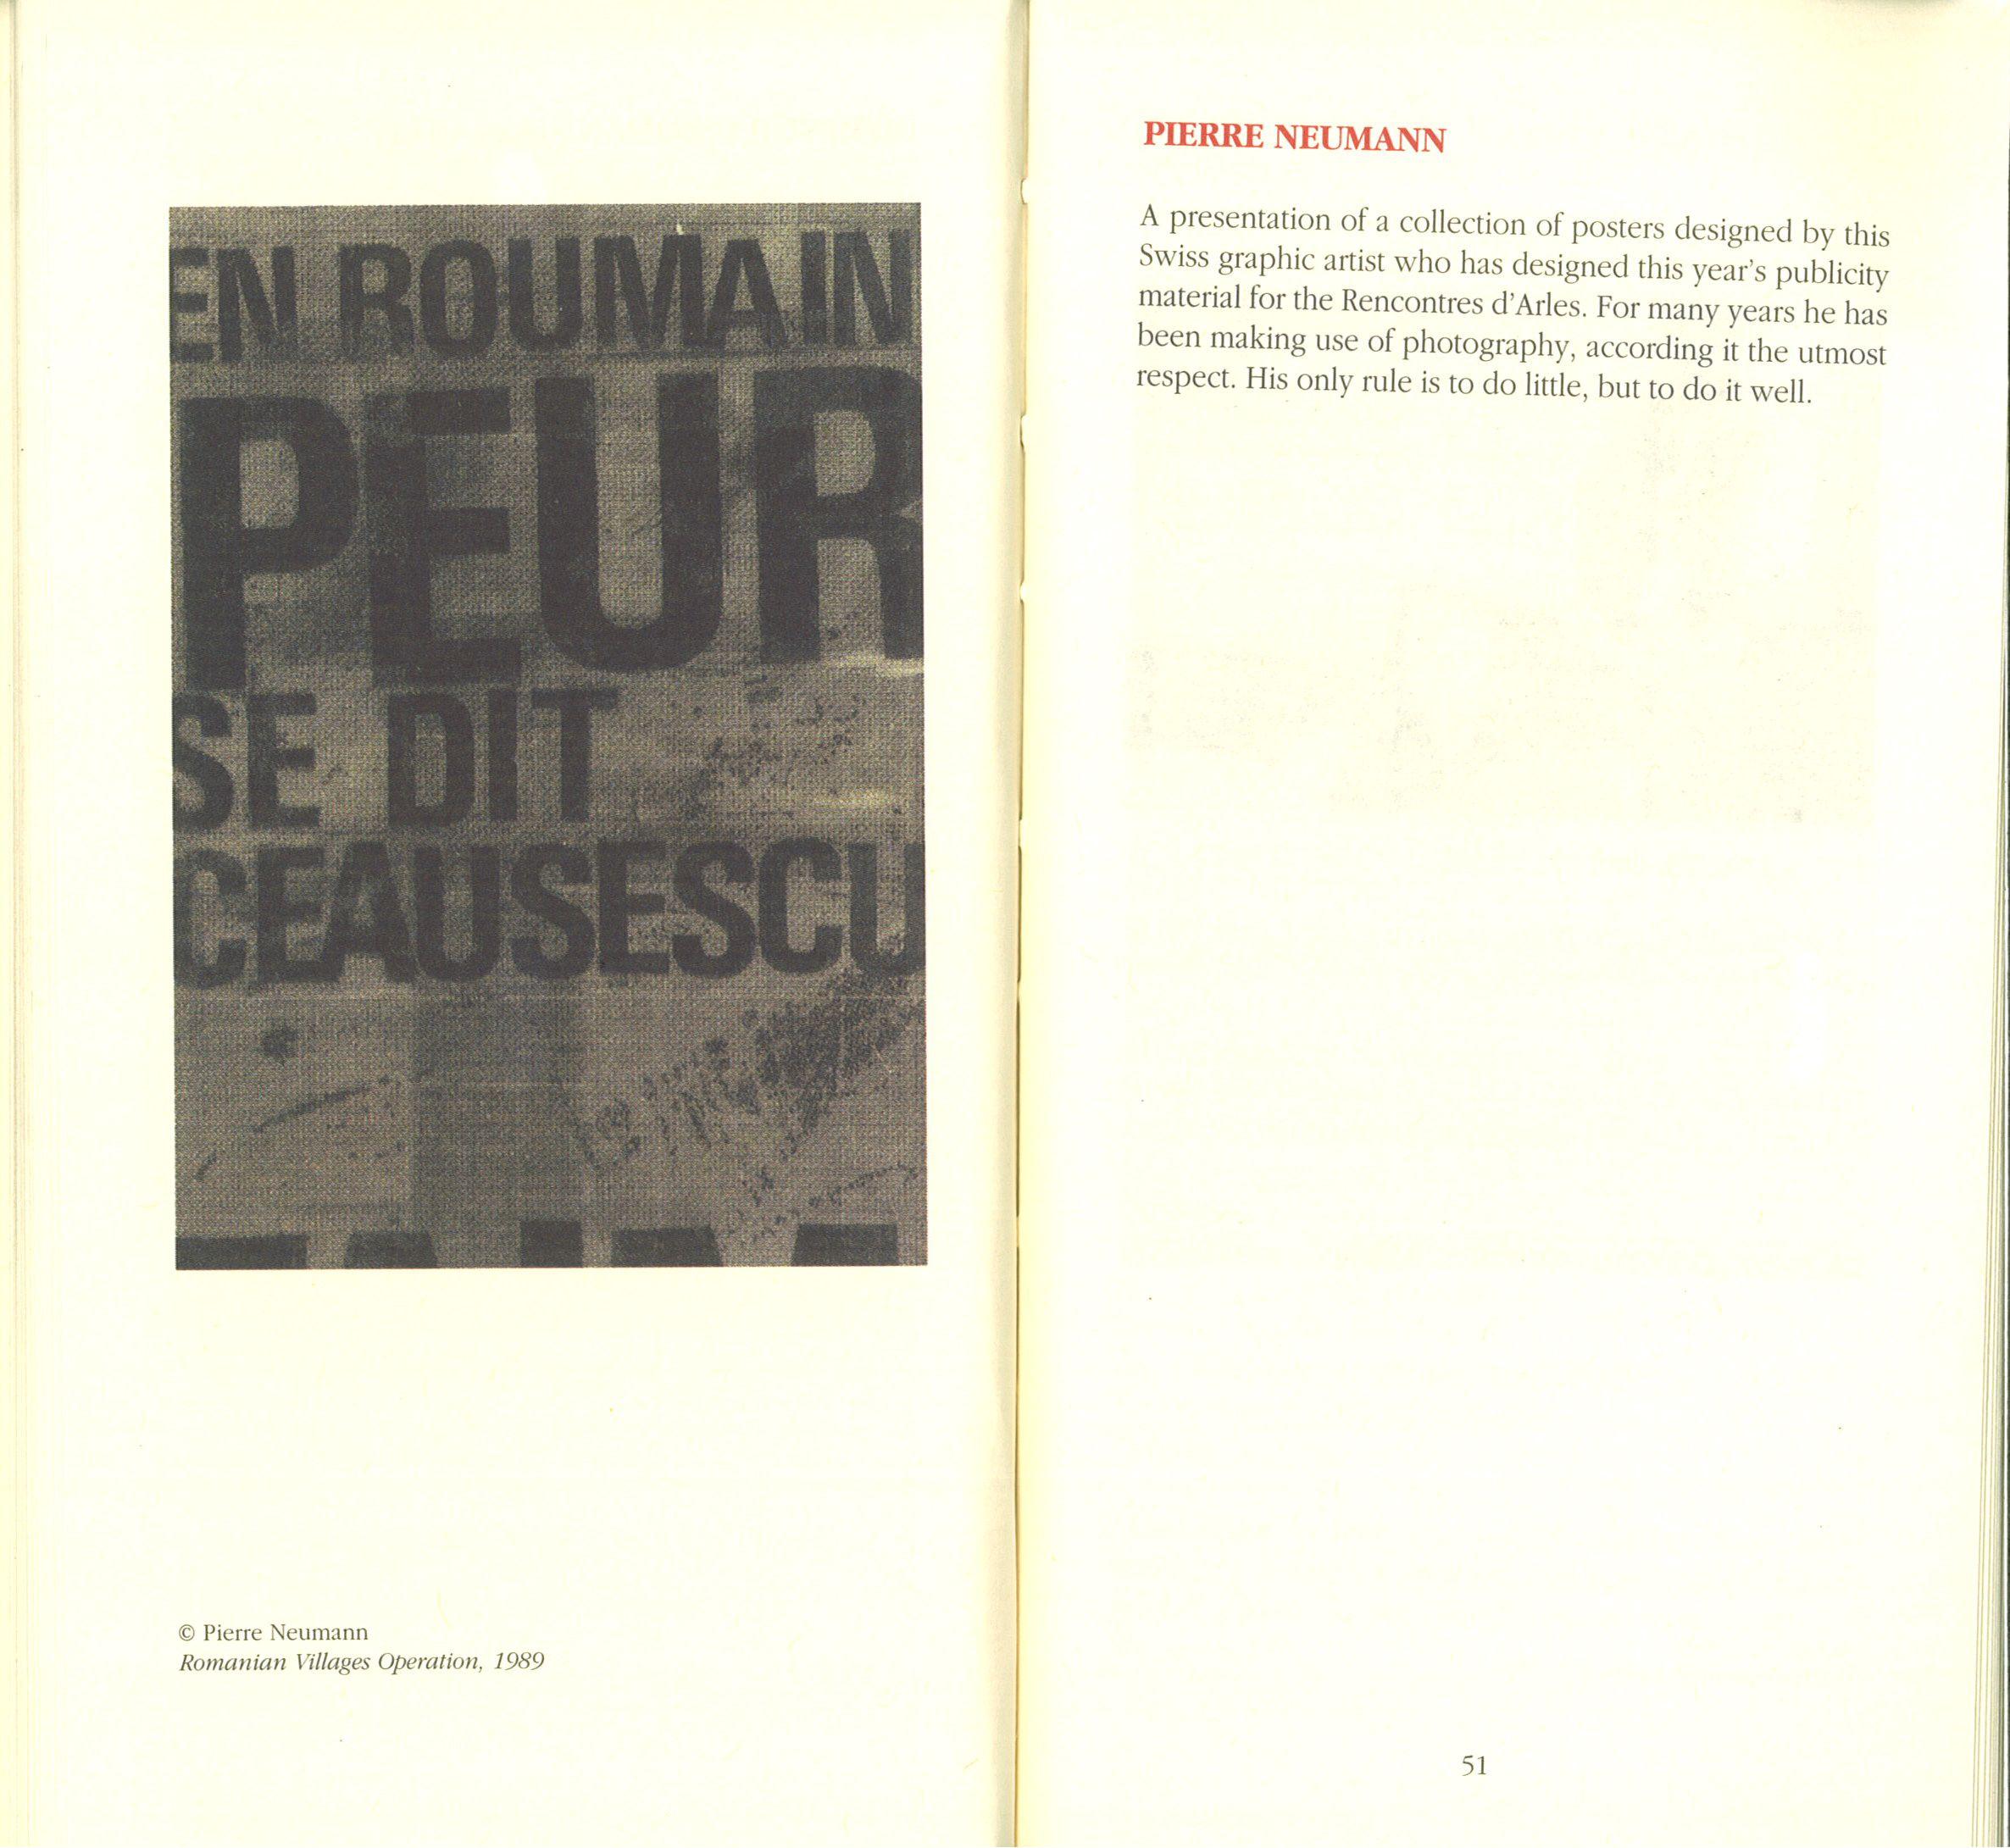 EN ROUMAIN
PEUR
SE DIT
CEAUSESCU
© Pierre Neumann
Romanian Villages Operation, 1989
PIERRE NEUMANN
A presentation of a collection of posters designed by this
Swiss graphic artist who has designed this year's publicity
material for the Rencontres d'Arles. For many years he has
been making use of photography, according it the utmost
respect. His only rule is to do little, but to do it well.
51